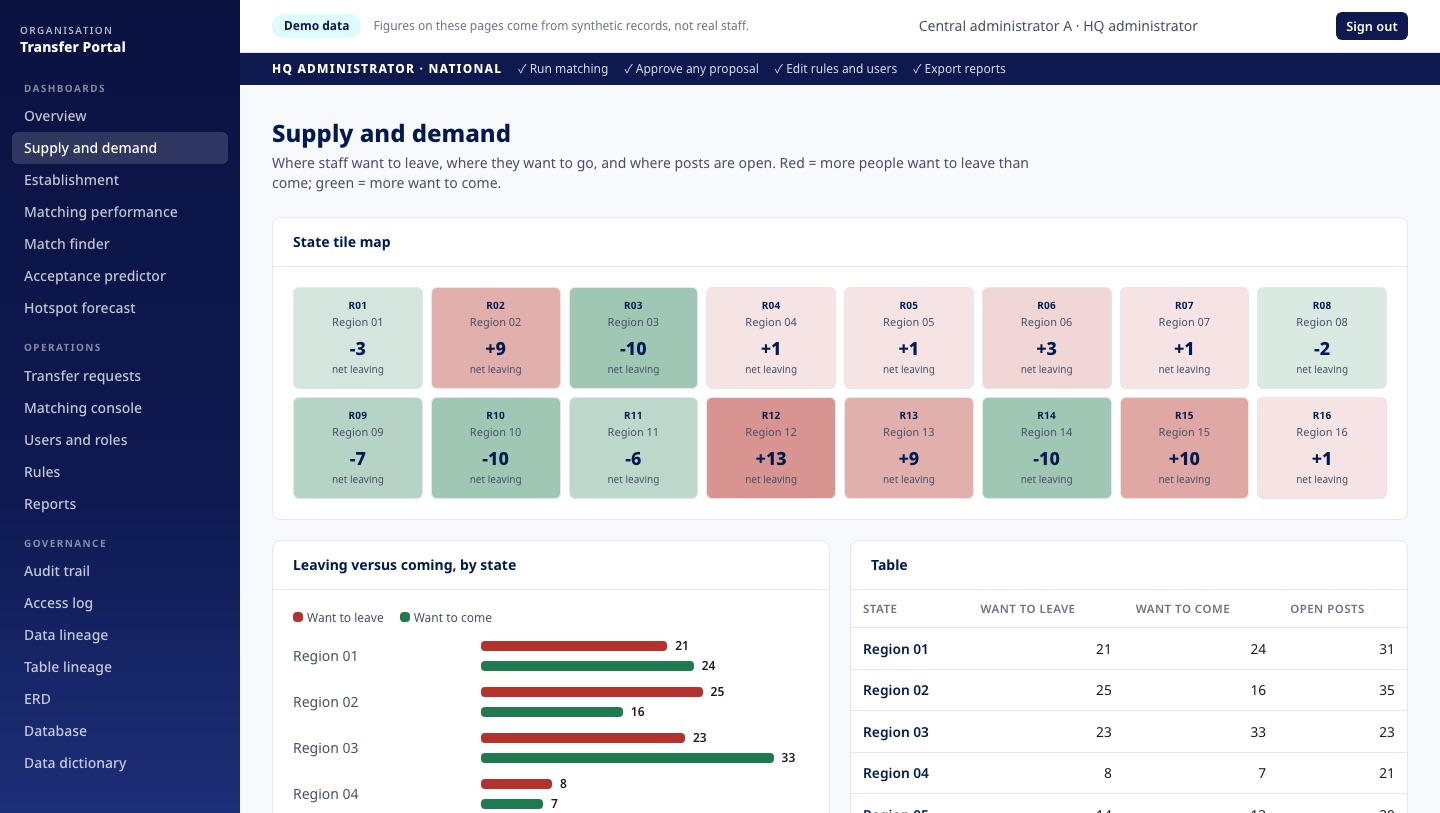 ORGANISATION
Transfer Portal
DASHBOARDS
Overview
Supply and demand
Establishment
Matching performance
Match finder
Acceptance predictor
Hotspot forecast
OPERATIONS
Transfer requests
Matching console
Users and roles
Rules
Reports
GOVERNANCE
Audit trail
Access log
Data lineage
Table lineage
ERD
Database
Data dictionary
Demo data Figures on these pages come from synthetic records, not real staff. Central administrator A · HQ administrator Sign out
HQ ADMINISTRATOR · NATIONAL ✓ Run matching ✓ Approve any proposal ✓ Edit rules and users ✓ Export reports
Supply and demand
Where staff want to leave, where they want to go, and where posts are open. Red = more people want to leave than
come; green = more want to come.
State tile map
R01 R02 R03 R04 R05 R06 R07 R08
Region 01 Region 02 Region 03 Region 04 Region 05 Region 06 Region 07 Region 08
-3 +9 -10 +1 +1 +3 +1 -2
net leaving net leaving net leaving net leaving net leaving net leaving net leaving net leaving
R09 R10 R11 R12 R13 R14 R15 R16
Region 09 Region 10 Region 11 Region 12 Region 13 Region 14 Region 15 Region 16
-7 -10 -6 +13 +9 -10 +10 +1
net leaving net leaving net leaving net leaving net leaving net leaving net leaving net leaving
Leaving versus coming, by state
Want to leave Want to come
Region 01 21 24
Region 02 25 16
Region 03 23 33
Region 04 8 7
Table
STATE WANT TO LEAVE WANT TO COME OPEN POSTS
Region 01 21 24 31
Region 02 25 16 35
Region 03 23 33 23
Region 04 8 7 21